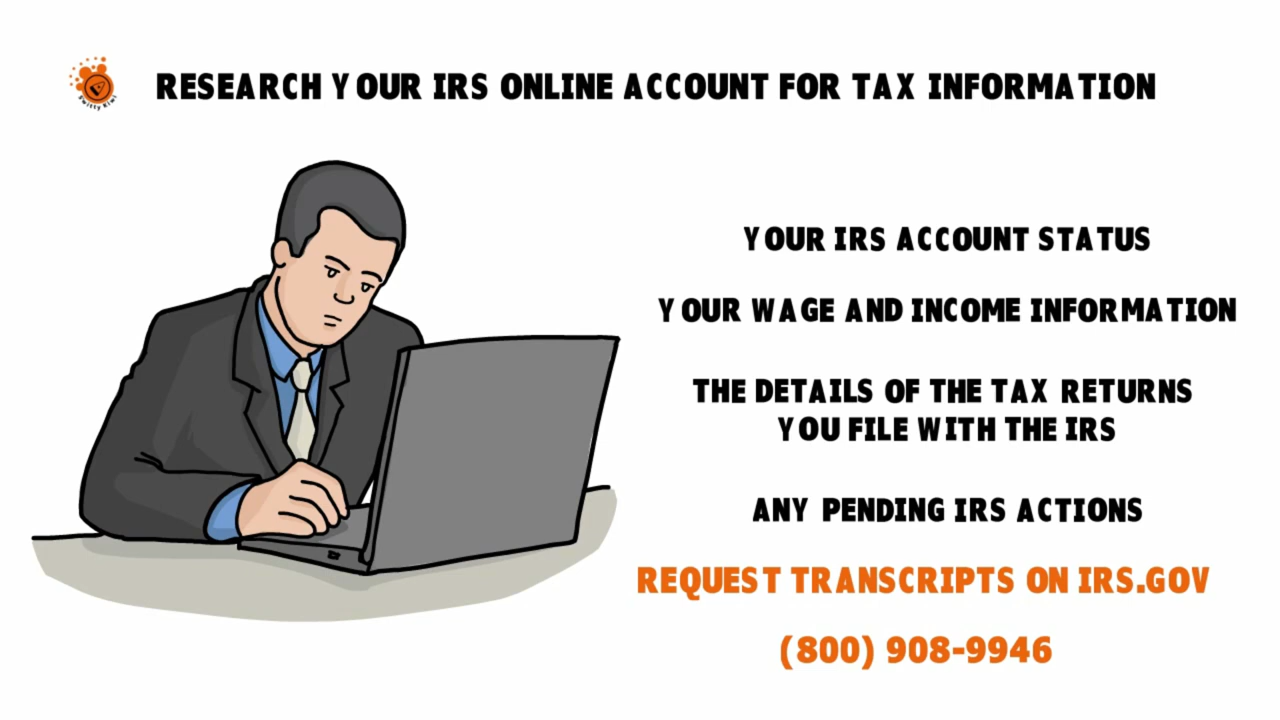 RESEARCH YOUR IRS ONLINE ACCOUNT FOR TAX INFORMATION
Swifty Kiwi
YOUR IRS ACCOUNT STATUS
YOUR WAGE AND INCOME INFORMATION
THE DETAILS OF THE TAX RETURNS
YOU FILE WITH THE IRS
ANY PENDING IRS ACTIONS
REQUEST TRANSCRIPTS ON IRS.GOV
(800) 908-9946